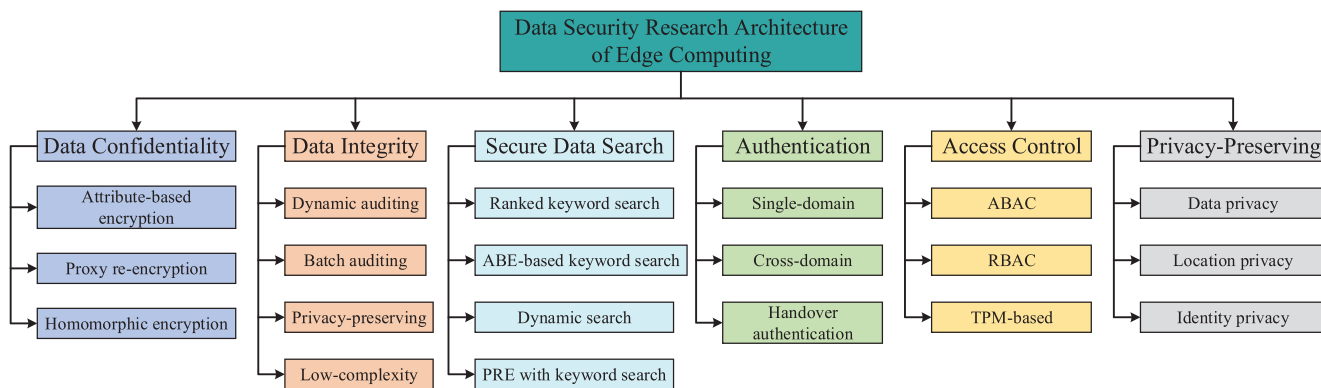 Data Security Research Architecture
of Edge Computing
Data Confidentiality
Attribute-based
encryption
Proxy re-encryption
Homomorphic encryption
Data Integrity
Dynamic auditing
Batch auditing
Privacy-preserving
Low-complexity
Secure Data Search
Ranked keyword search
ABE-based keyword search
Dynamic search
PRE with keyword search
Authentication
Single-domain
Cross-domain
Handover
authentication
Access Control
ABAC
RBAC
TPM-based
Privacy-Preserving
Data privacy
Location privacy
Identity privacy